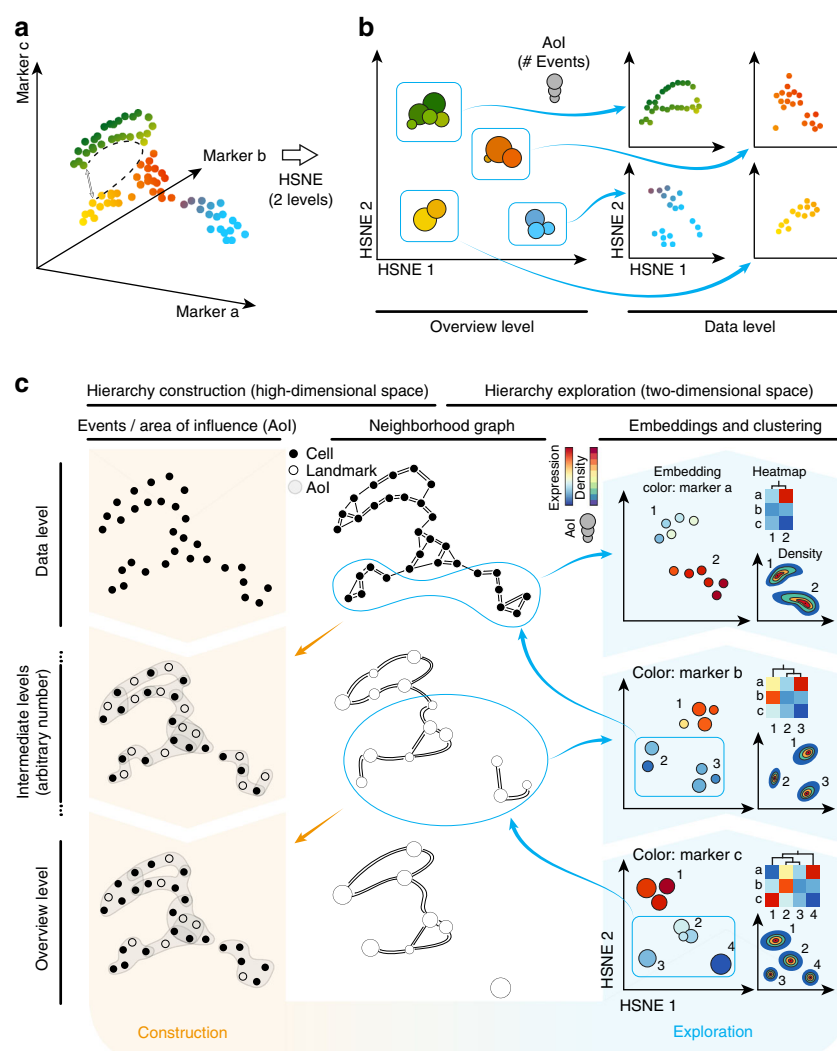 a
Marker c
Marker b
HSNE
(2 levels)
Marker a
b
AoI
(# Events)
HSNE 2
HSNE 1
HSNE 2
HSNE 1
Overview level
Data level
c
Hierarchy construction (high-dimensional space)
Hierarchy exploration (two-dimensional space)
Events / area of influence (AoI)
Neighborhood graph
Embeddings and clustering
Cell
Landmark
AoI
Expression
Density
AoI
Data level
Embedding
color: marker a
1
2
Heatmap
a
b
c
1 2
Density
1
2
Intermediate levels
(arbitrary number)
Color: marker b
1
2
3
a
b
c
1 2 3
1
2
3
Overview level
Color: marker c
1
2
3
4
HSNE 2
HSNE 1
a
b
c
1 2 3 4
1
2
3
4
Construction
Exploration